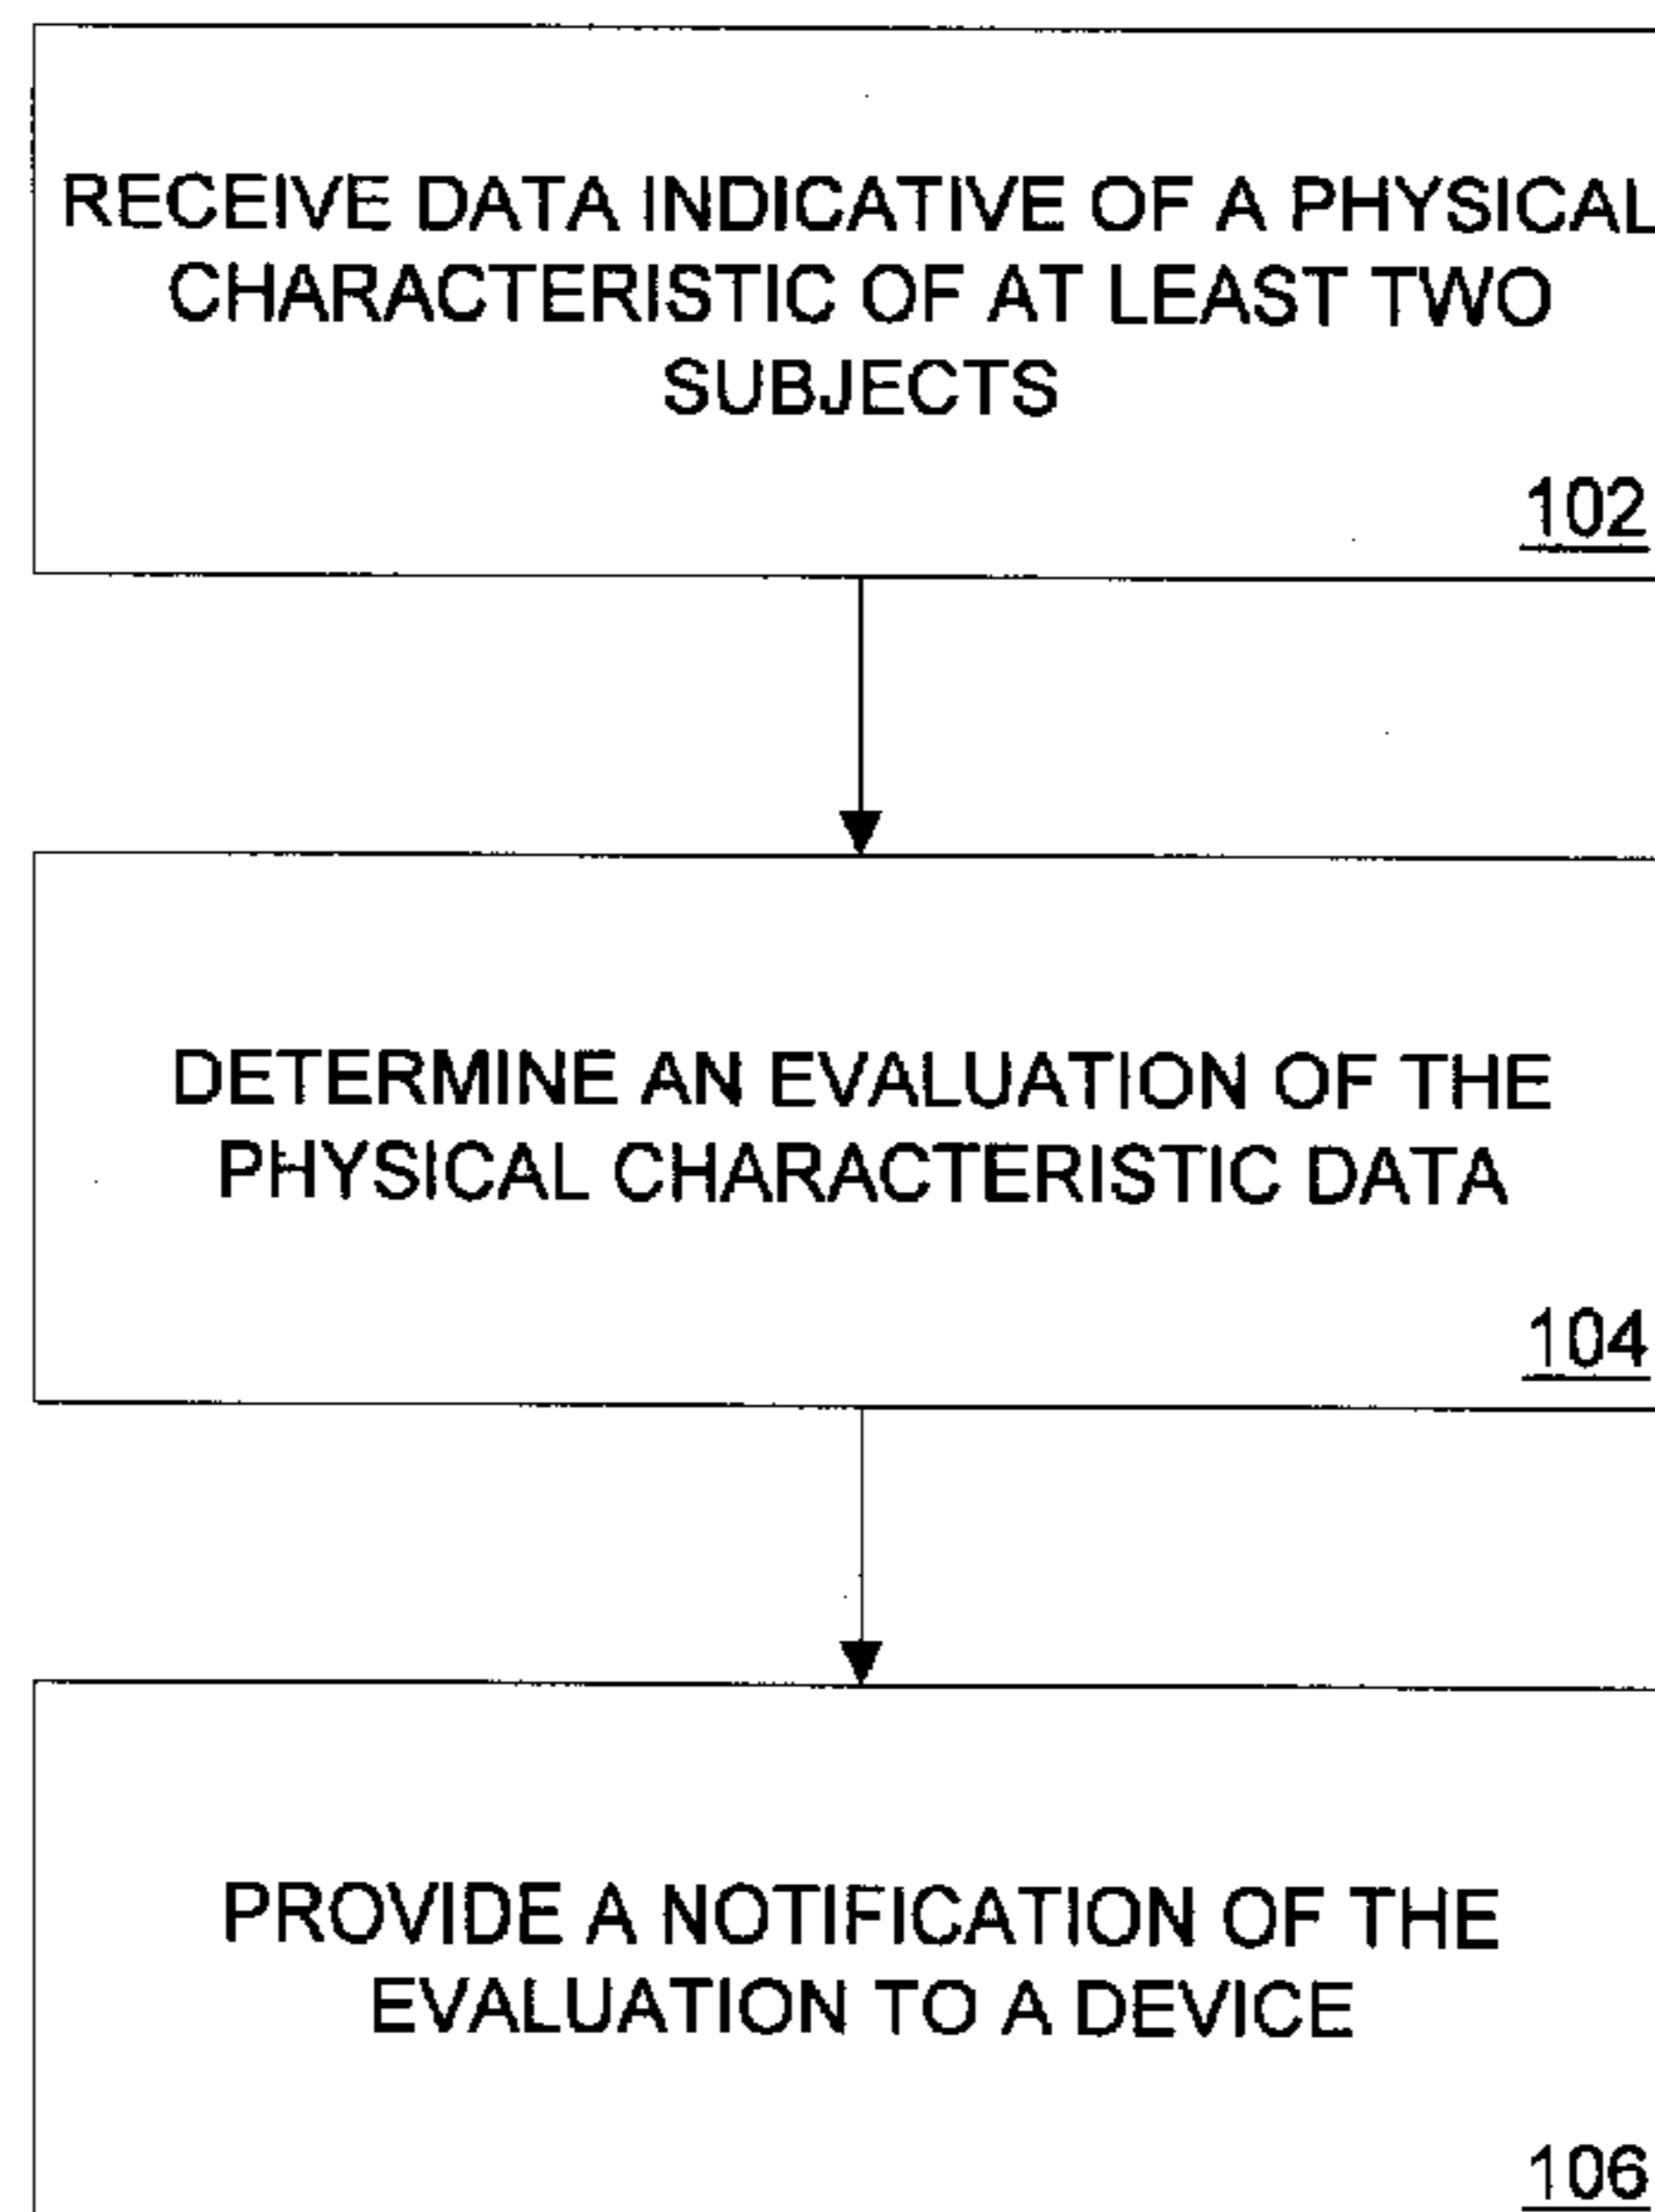 RECEIVE DATA INDICATIVE OF A PHYSICAL
CHARACTERISTIC OF AT LEAST TWO
SUBJECTS
102
DETERMINE AN EVALUATION OF THE
PHYSICAL CHARACTERISTIC DATA
104
PROVIDE A NOTIFICATION OF THE
EVALUATION TO A DEVICE
106